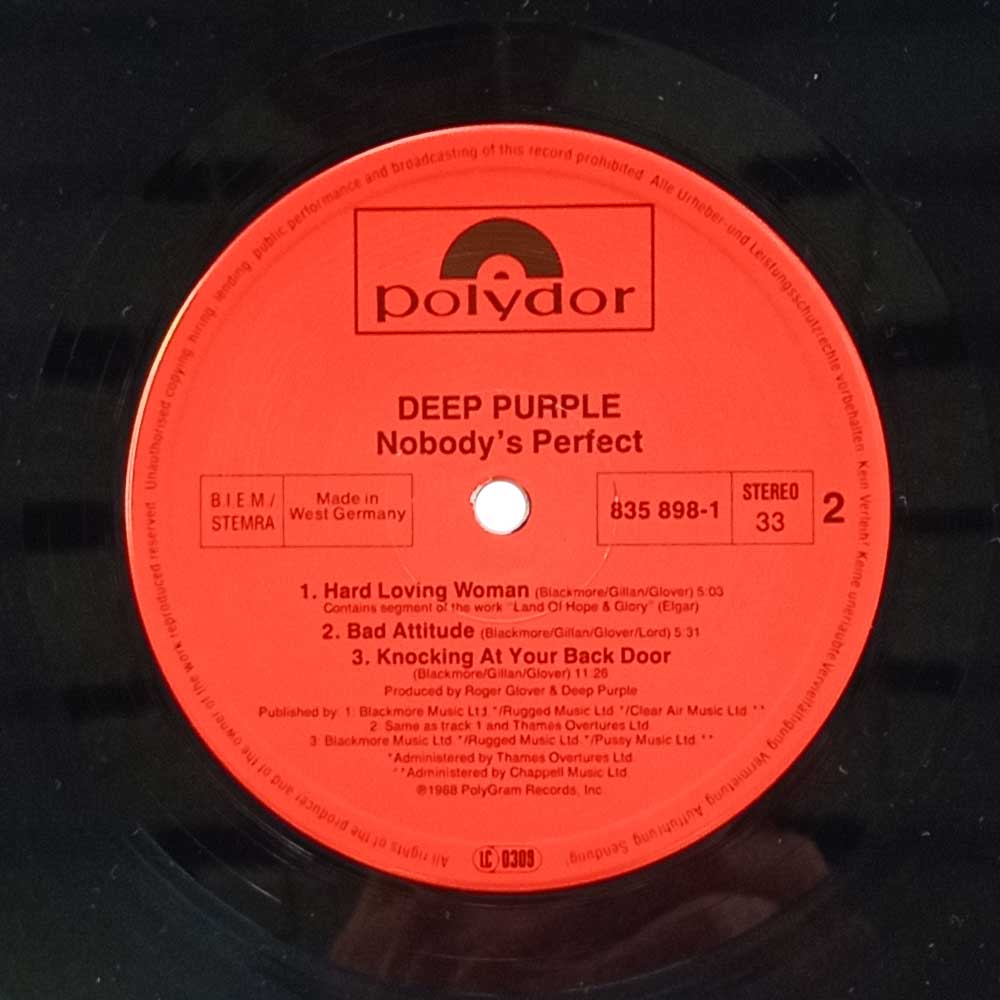 Unauthorised copying, hiring, lending, public performance and broadcasting of this record prohibited. Alle Urheber- und Leistungsschutzrechte vorbehalten. Kein Verleih! Keine unerlaubte Vervielfältigung, Vermietung, Aufführung, Sendung!
polydor
DEEP PURPLE
Nobody's Perfect
B.I.E.M/
STEMRA
Made in
West Germany
835 898-1
STEREO
33
2
1. Hard Loving Woman (Blackmore/Gillan/Glover) 5:03
Contains segment of the work "Land Of Hope & Glory" (Elgar)
2. Bad Attitude (Blackmore/Gillan/Glover/Lord) 5:31
3. Knocking At Your Back Door
(Blackmore/Gillan/Glover) 11:26
Produced by Roger Glover & Deep Purple
Published by: 1: Blackmore Music Ltd.*/Rugged Music Ltd.*/Clear Air Music Ltd.**
2: Same as track 1 and Thames Overtures Ltd.
3: Blackmore Music Ltd.*/Rugged Music Ltd.*/Pussy Music Ltd.**
*Administered by Thames Overtures Ltd.
**Administered by Chappell Music Ltd.
℗1988 PolyGram Records, Inc.
LC 0309
All rights of the producer and of the owner of the work reproduced reserved.